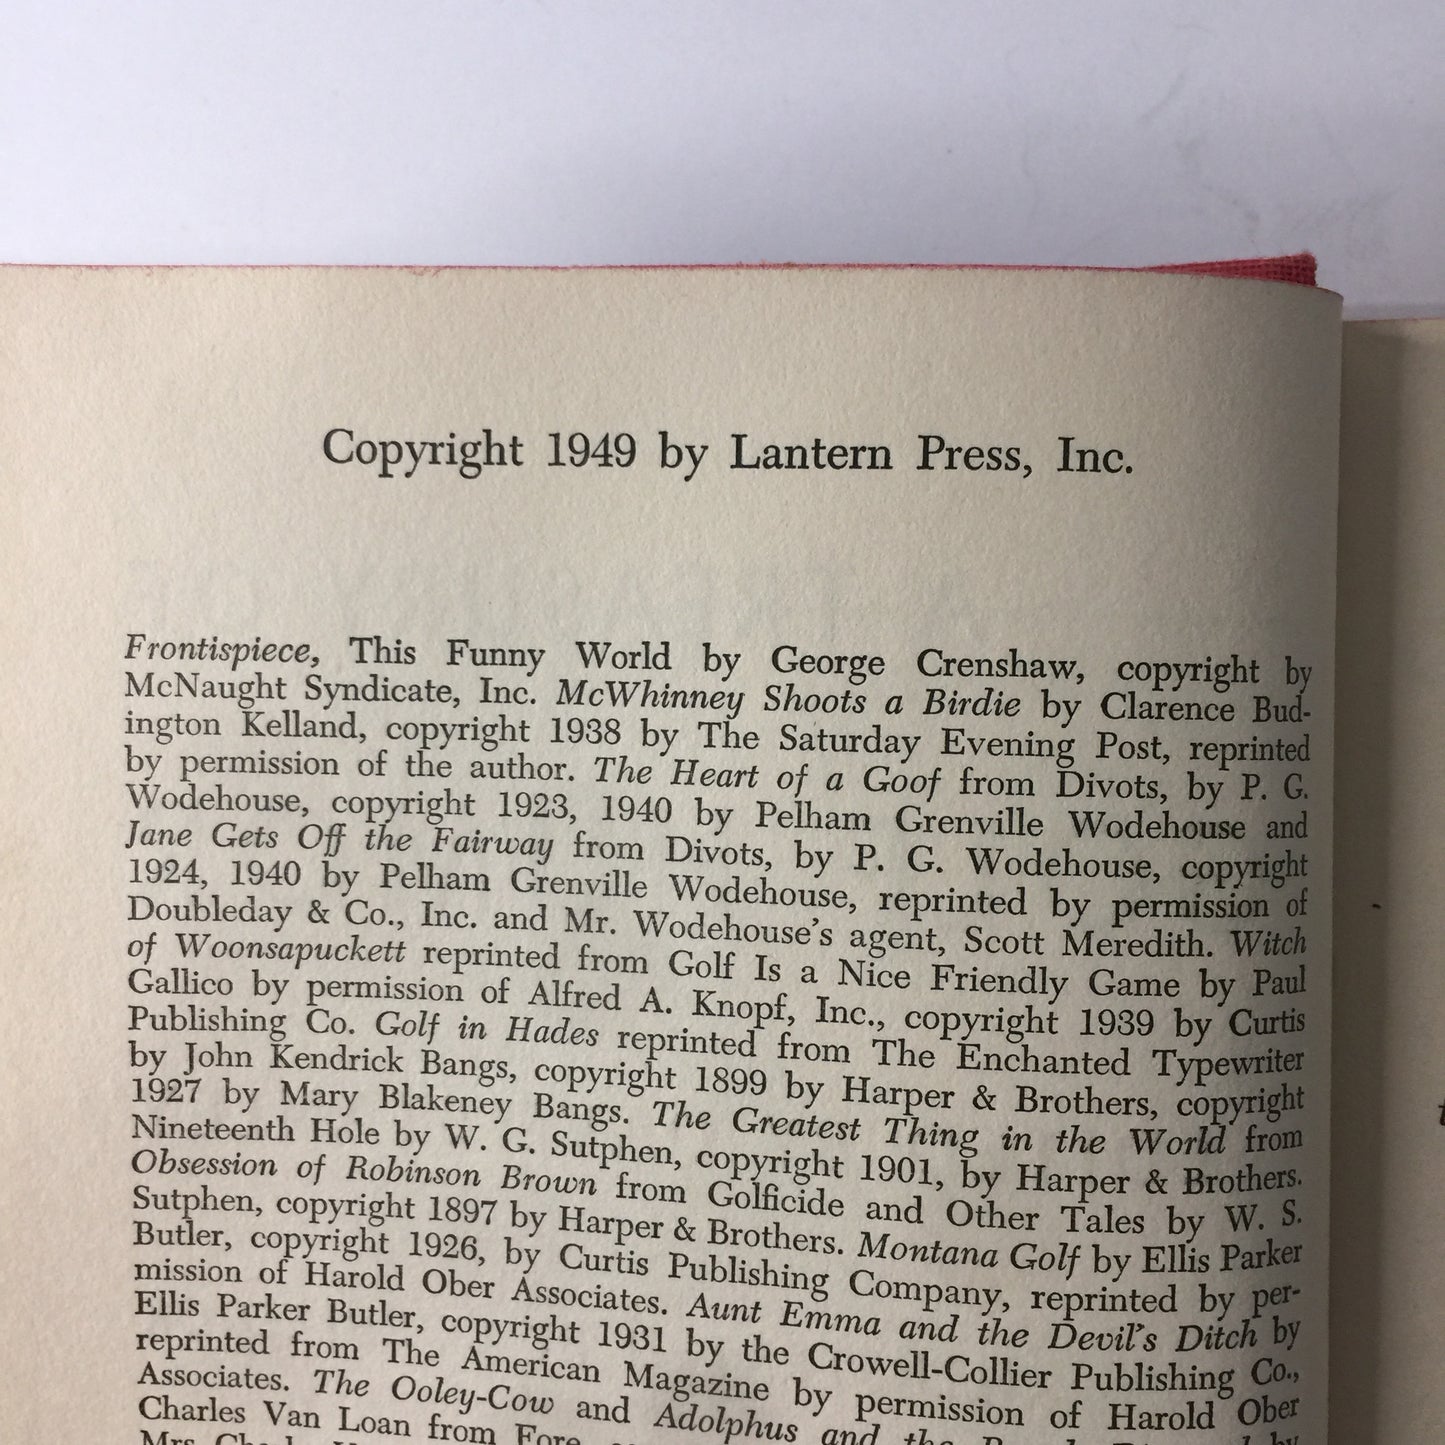 Copyright 1949 by Lantern Press, Inc.
Frontispiece, This Funny World by George Crenshaw, copyright by
McNaught Syndicate, Inc. McWhinney Shoots a Birdie by Clarence Bud-
ington Kelland, copyright 1938 by The Saturday Evening Post, reprinted
by permission of the author. The Heart of a Goof from Divots, by P. G.
Wodehouse, copyright 1923, 1940 by Pelham Grenville Wodehouse and
Jane Gets Off the Fairway from Divots, by P. G. Wodehouse, copyright
1924, 1940 by Pelham Grenville Wodehouse, reprinted by permission of
Doubleday & Co., Inc. and Mr. Wodehouse's agent, Scott Meredith. Witch
of Woonsapuckett reprinted from Golf Is a Nice Friendly Game by Paul
Gallico by permission of Alfred A. Knopf, Inc., copyright 1939 by Curtis
Publishing Co. Golf in Hades reprinted from The Enchanted Typewriter
by John Kendrick Bangs, copyright 1899 by Harper & Brothers, copyright
1927 by Mary Blakeney Bangs. The Greatest Thing in the World from
Nineteenth Hole by W. G. Sutphen, copyright 1901, by Harper & Brothers.
Obsession of Robinson Brown from Golficide and Other Tales by W. S.
Sutphen, copyright 1897 by Harper & Brothers. Montana Golf by Ellis Parker
Butler, copyright 1926, by Curtis Publishing Company, reprinted by per-
mission of Harold Ober Associates. Aunt Emma and the Devil's Ditch by
Ellis Parker Butler, copyright 1931 by the Crowell-Collier Publishing Co.,
reprinted from The American Magazine by permission of Harold Ober
Associates. The Ooley-Cow and Adolphus and the
Charles Van Loan from Fore
Mrs.